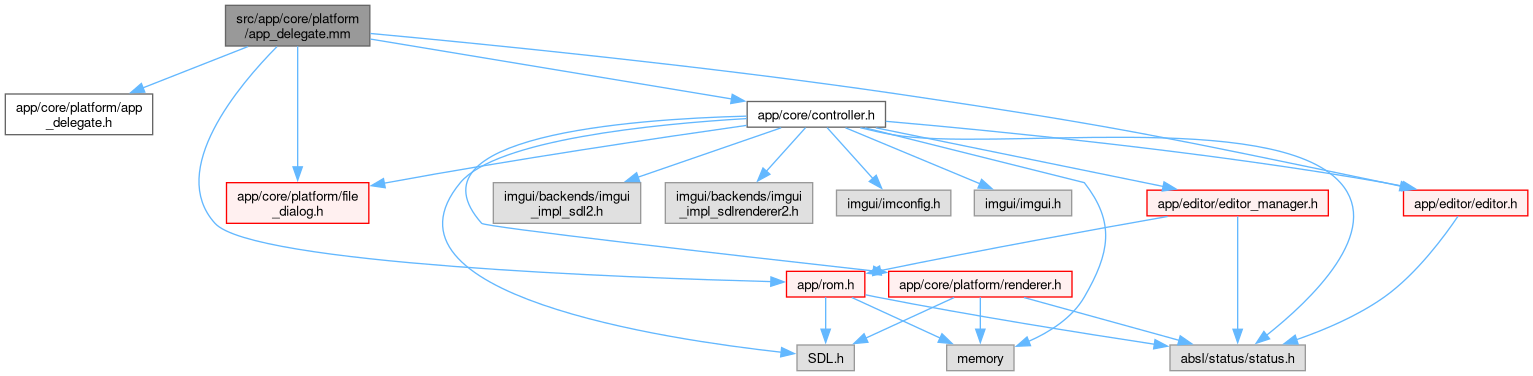 src/app/core/platform
/app_delegate.mm
app/core/platform/app
_delegate.h
app/core/controller.h
app/core/platform/file
_dialog.h
imgui/backends/imgui
_impl_sdl2.h
imgui/backends/imgui
_impl_sdlrenderer2.h
imgui/imconfig.h
imgui/imgui.h
app/editor/editor_manager.h
app/editor/editor.h
app/rom.h
app/core/platform/renderer.h
SDL.h
memory
absl/status/status.h